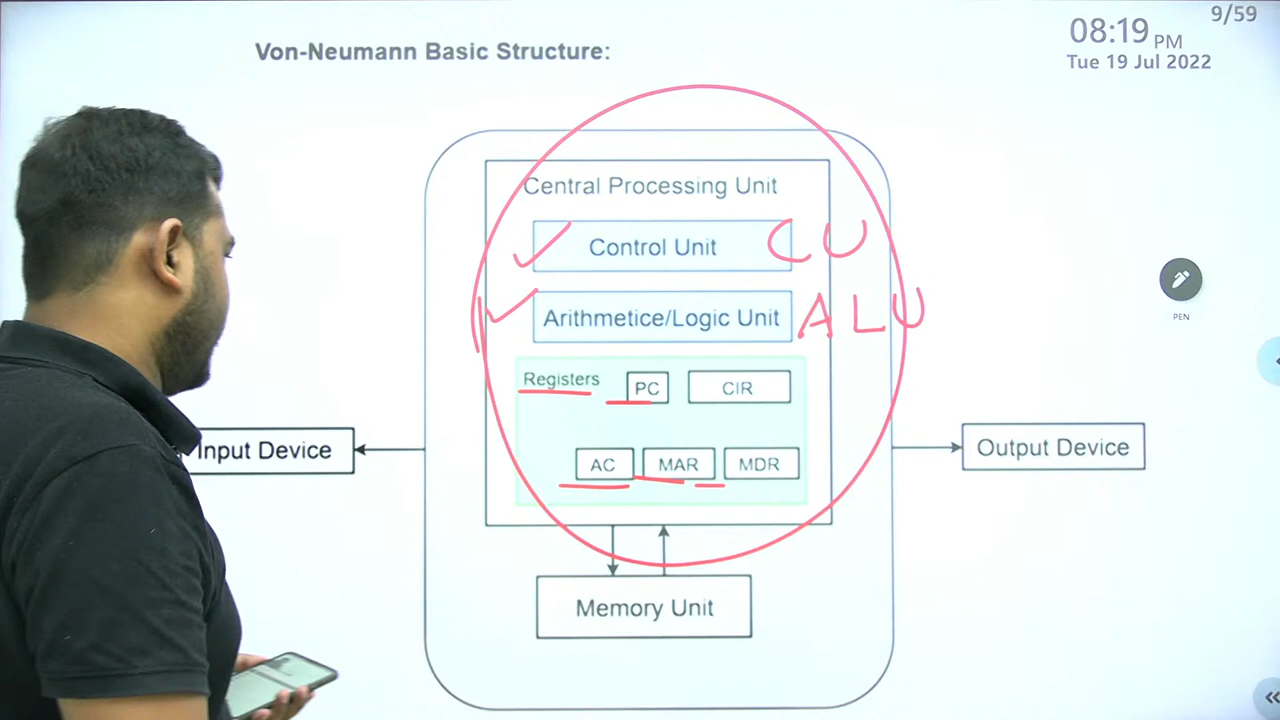 9/59
08:19 PM
Tue 19 Jul 2022
Von-Neumann Basic Structure:
Central Processing Unit
Control Unit CU
Arithmetice/Logic Unit ALU
PEN
Registers PC CIR
Input Device
AC MAR MDR
Output Device
Memory Unit